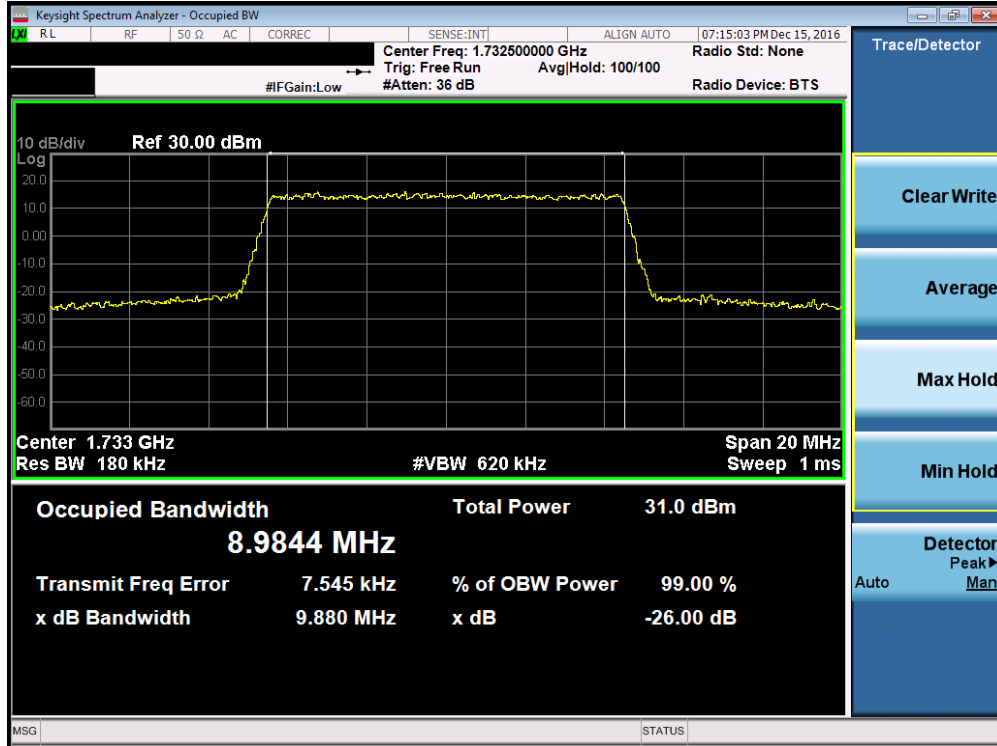 Keysight Spectrum Analyzer - Occupied BW
LXI RL RF 50 Ω AC CORREC SENSE:INT ALIGN AUTO 07:15:03 PM Dec 15, 2016
Center Freq: 1.732500000 GHz Radio Std: None
Trig: Free Run Avg|Hold: 100/100
#IFGain:Low #Atten: 36 dB Radio Device: BTS
10 dB/div Ref 30.00 dBm
Log
20.0
10.0
0.00
-10.0
-20.0
-30.0
-40.0
-50.0
-60.0
Center 1.733 GHz Span 20 MHz
Res BW 180 kHz #VBW 620 kHz Sweep 1 ms
Occupied Bandwidth Total Power 31.0 dBm
8.9844 MHz
Transmit Freq Error 7.545 kHz % of OBW Power 99.00 %
x dB Bandwidth 9.880 MHz x dB -26.00 dB
MSG STATUS
Trace/Detector
Clear Write
Average
Max Hold
Min Hold
Detector
Peak▶
Auto Man